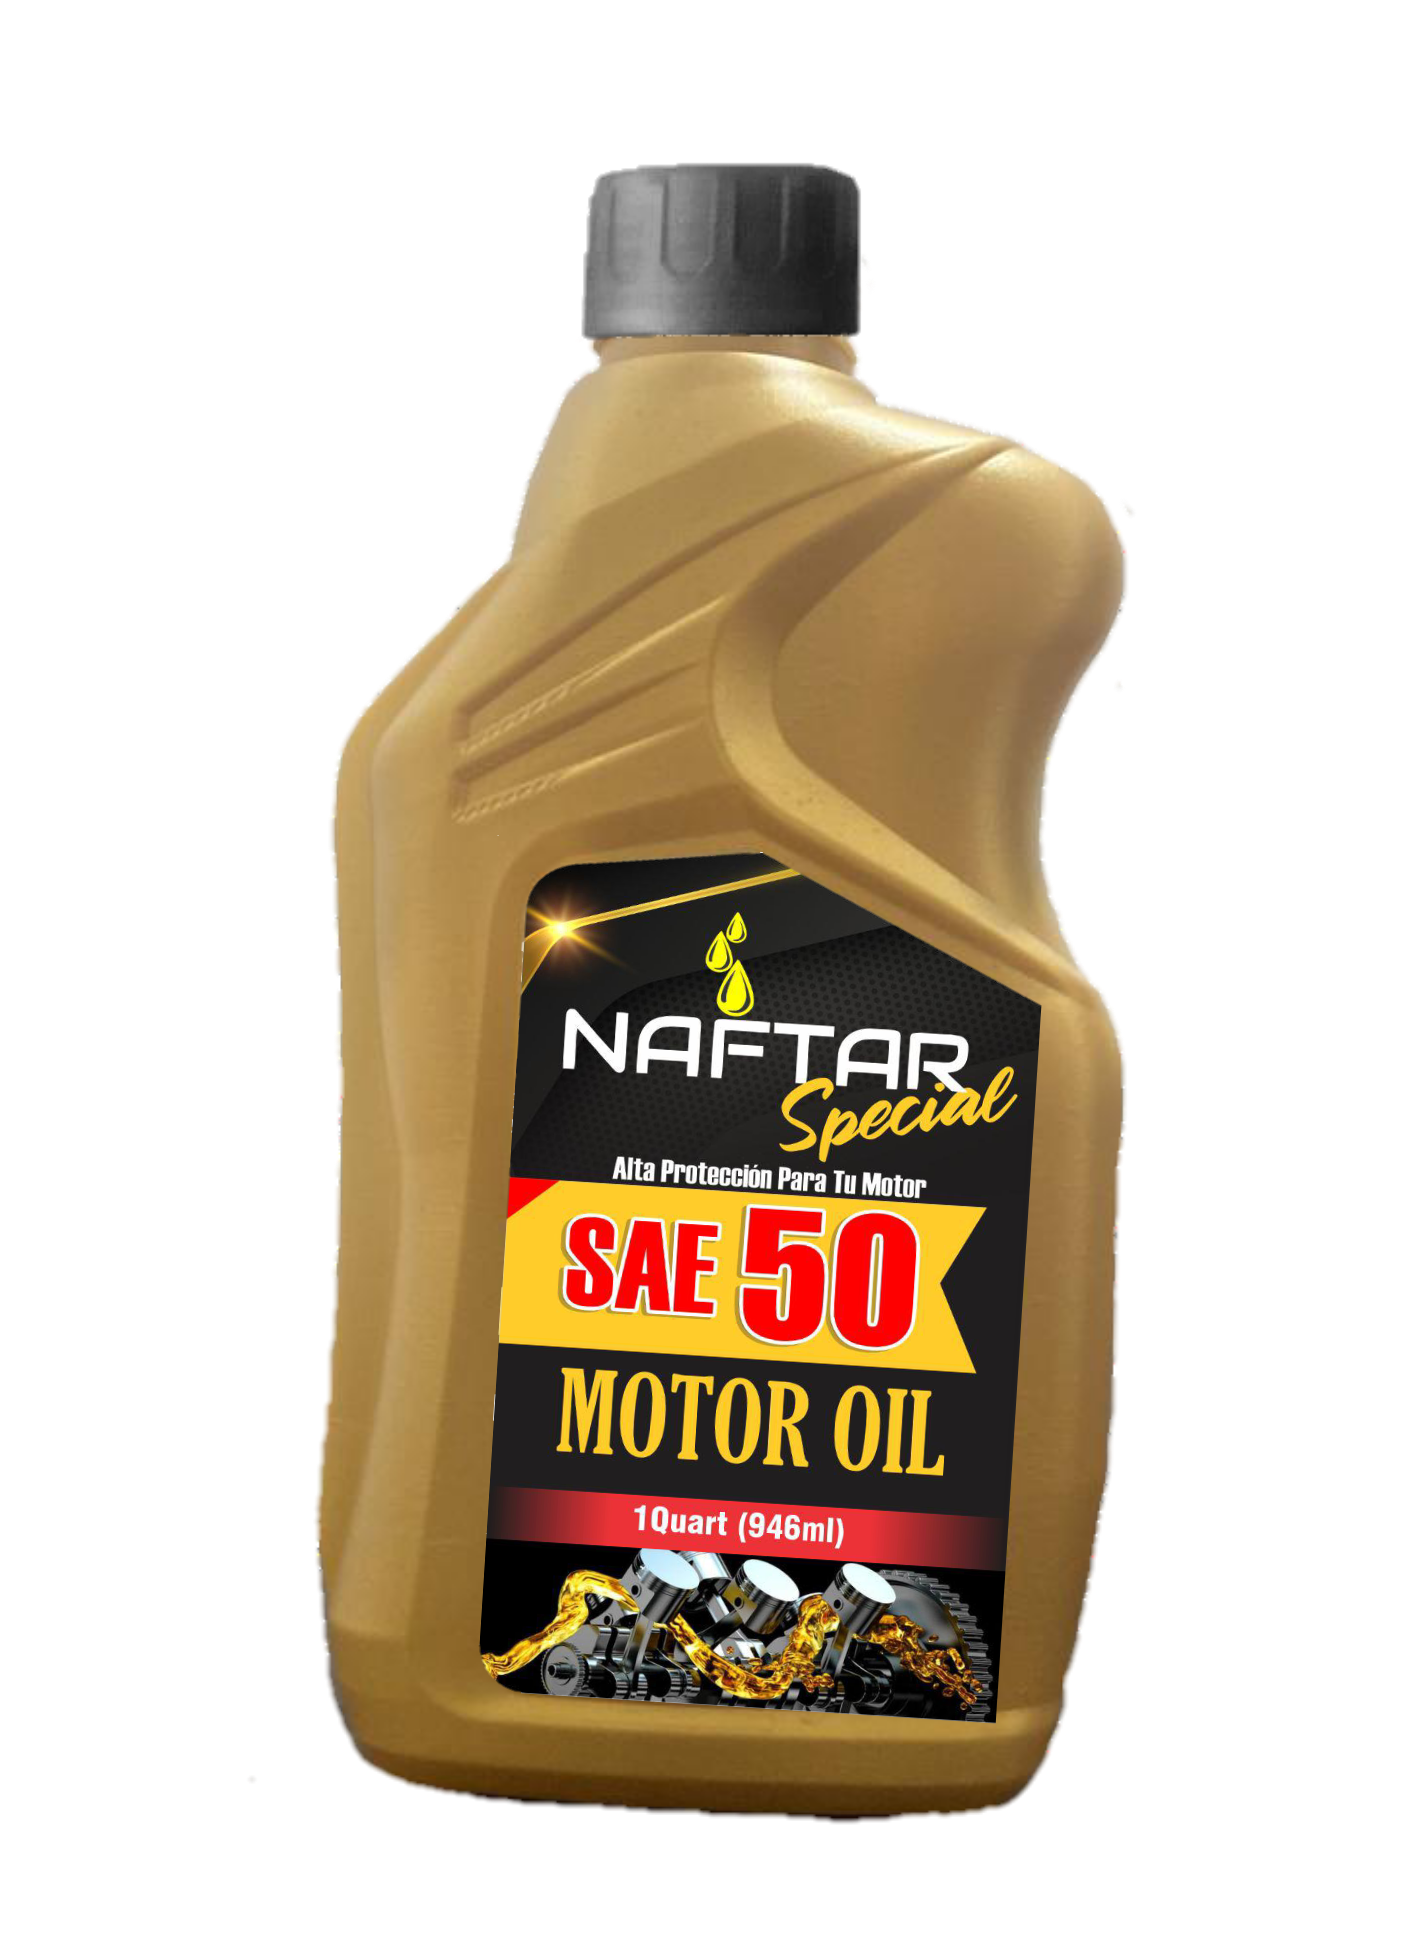 NAFTAR
Special
Alta Protección Para Tu Motor
SAE 50
MOTOR OIL
1Quart (946ml)